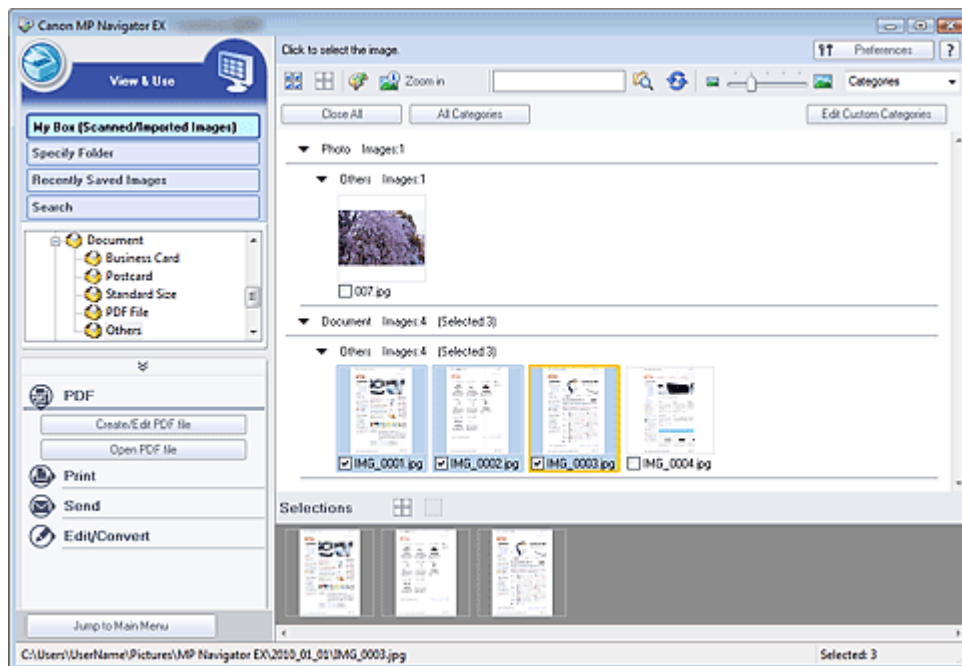 Canon MP Navigator EX
View & Use
My Box (Scanned/Imported Images)
Specify Folder
Recently Saved Images
Search
Document
Business Card
Postcard
Standard Size
PDF File
Others
PDF
Create/Edit PDF file
Open PDF file
Print
Send
Edit/Convert
Jump to Main Menu
Click to select the image.
Preferences
?
Zoom in
Categories
Close All
All Categories
Edit Custom Categories
Photo Images:1
Others Images:1
007.jpg
Document Images:4 (Selected:3)
Others Images:4 (Selected:3)
IMG_0001.jpg
IMG_0002.jpg
IMG_0003.jpg
IMG_0004.jpg
Selections
C:\Users\UserName\Pictures\MP Navigator EX\2010_01_01\IMG_0003.jpg
Selected: 3